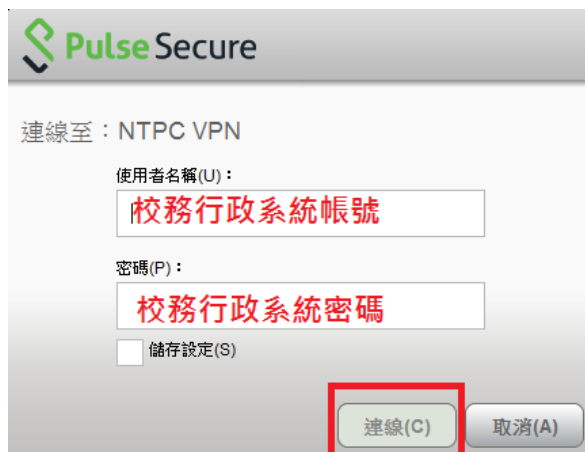 Pulse Secure
連線至：NTPC VPN
使用者名稱(U)：
校務行政系統帳號
密碼(P)：
校務行政系統密碼
儲存設定(S)
連線(C) 取消(A)